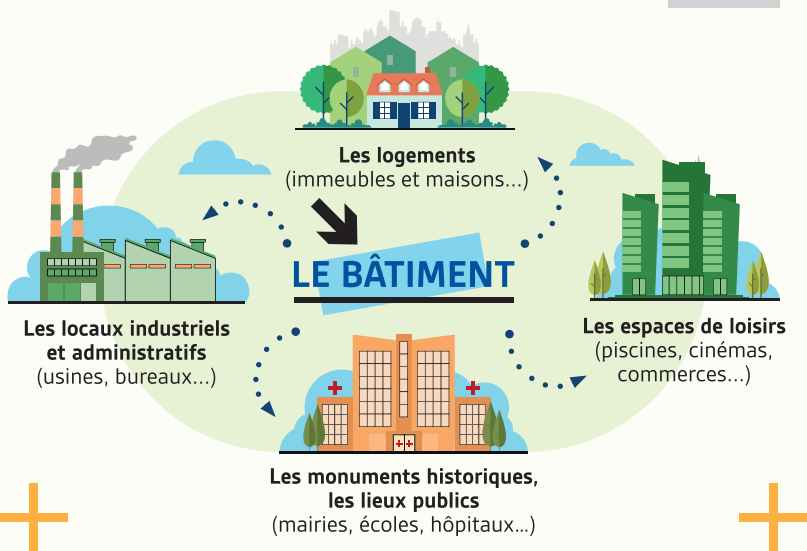 Les logements
(immeubles et maisons...)
LE BÂTIMENT
Les locaux industriels
et administratifs
(usines, bureaux...)
Les espaces de loisirs
(piscines, cinémas,
commerces...)
Les monuments historiques,
les lieux publics
(mairies, écoles, hôpitaux...)